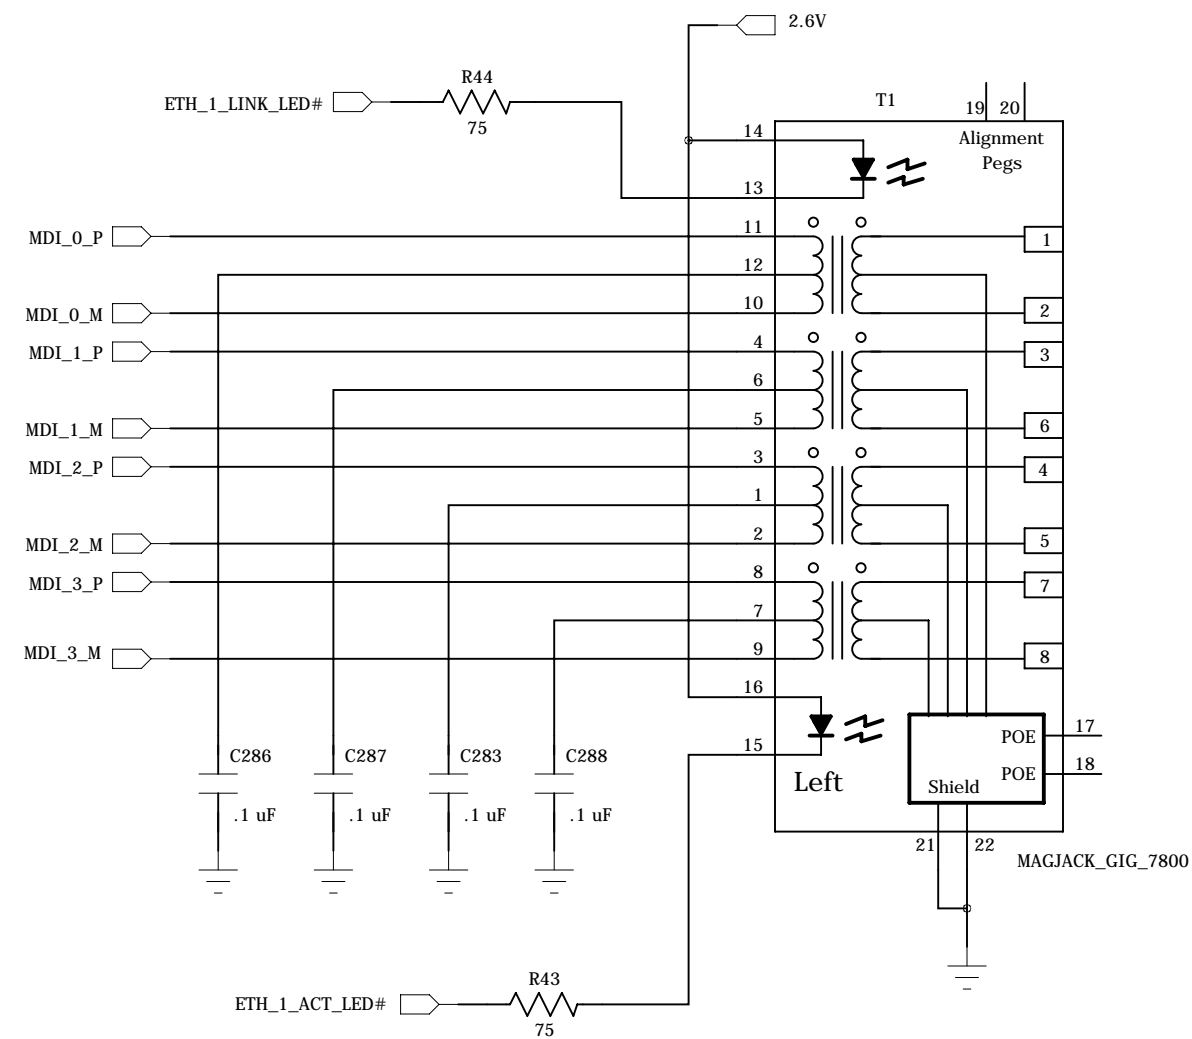 2.6V
R44
ETH_1_LINK_LED#
75
T1
19 20
Alignment
Pegs
14
13
MDI_0_P
11
1
12
MDI_0_M
10
2
MDI_1_P
4
3
6
MDI_1_M
5
6
MDI_2_P
3
4
1
MDI_2_M
2
5
MDI_3_P
8
7
7
MDI_3_M
9
8
16
15
Left
POE
17
POE
18
Shield
C286
.1 uF
C287
.1 uF
C283
.1 uF
C288
.1 uF
21 22
MAGJACK_GIG_7800
R43
ETH_1_ACT_LED#
75